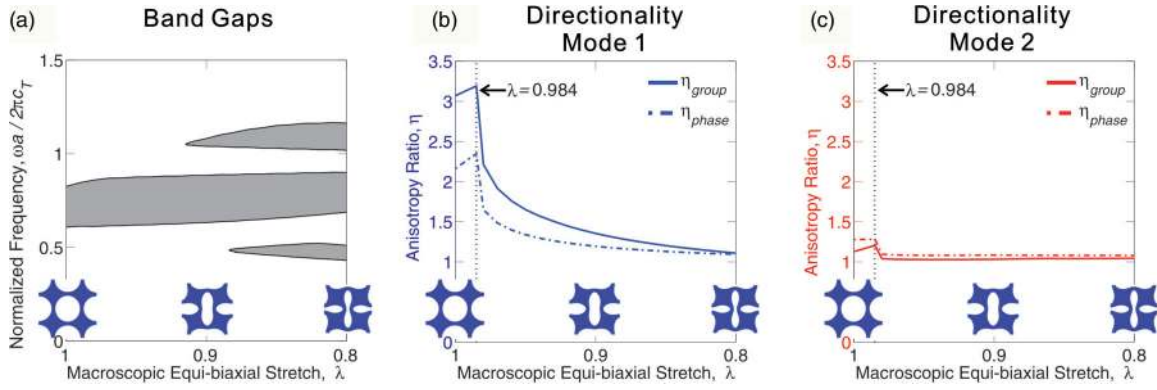 (a)
Band Gaps
Normalized Frequency, ωa / 2πc_T
1.5
1
0.5
0
1
0.9
0.8
Macroscopic Equi-biaxial Stretch, λ
(b)
Directionality
Mode 1
Anisotropy Ratio, η
3.5
3
2.5
2
1.5
1
0.5
0
λ = 0.984
η_group
η_phase
1
0.9
0.8
Macroscopic Equi-biaxial Stretch, λ
(c)
Directionality
Mode 2
Anisotropy Ratio, η
3.5
3
2.5
2
1.5
1
0
λ = 0.984
η_group
η_phase
1
0.9
0.8
Macroscopic Equi-biaxial Stretch, λ